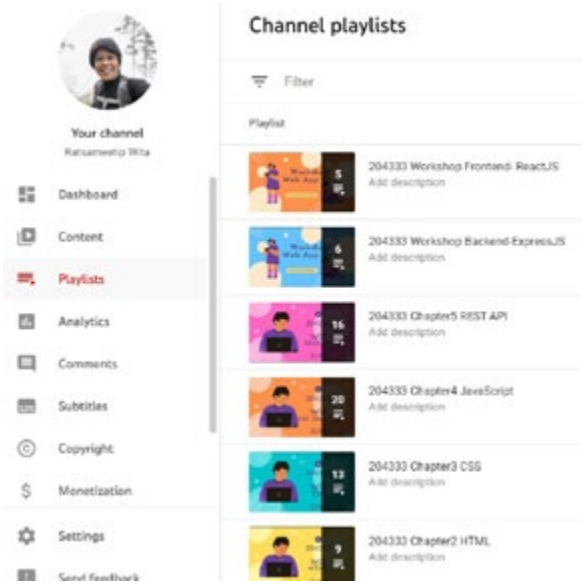 Channel playlists
Filter
Your channel
Ratsameetip Wita
Playlist
Dashboard
Content
Playlists
Analytics
Comments
Subtitles
Copyright
Monetization
Settings
Send feedback
5
204333 Workshop Frontend- ReactJS
Add description
6
204333 Workshop Backend-ExpressJS
Add description
16
204333 Chapter5 REST API
Add description
20
204333 Chapter4 JavaScript
Add description
13
204333 Chapter3 CSS
Add description
9
204333 Chapter2 HTML
Add description